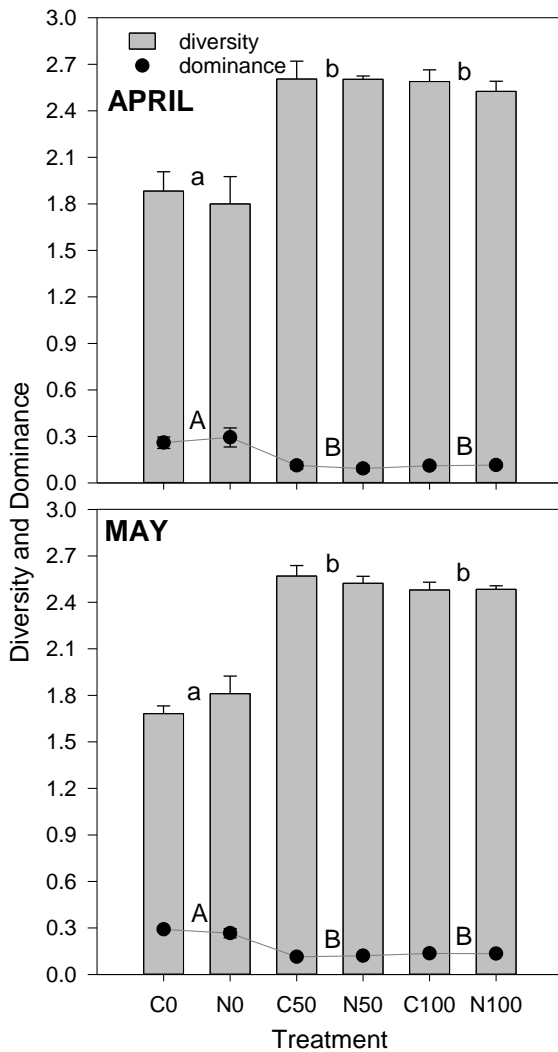 3.0
diversity
dominance
2.7
b
b
APRIL
2.4
2.1
a
1.8
1.5
1.2
0.9
0.6
A
0.3
B
B
0.0
Diversity and Dominance
3.0
MAY
2.7
b
b
2.4
2.1
a
1.8
1.5
1.2
0.9
0.6
A
0.3
B
B
0.0
C0 N0 C50 N50 C100 N100
Treatment